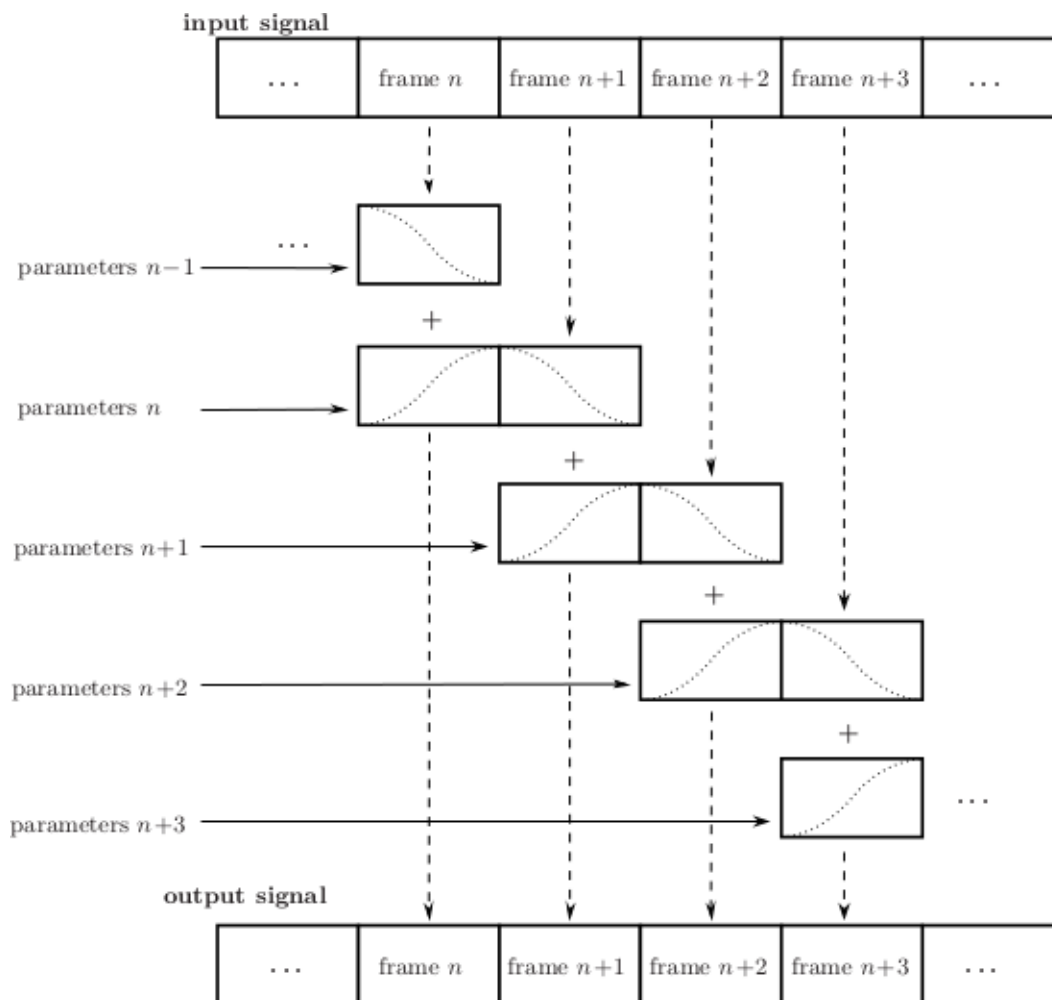 input signal
... frame n frame n+1 frame n+2 frame n+3 ...
...
parameters n−1
+
parameters n
+
parameters n+1
+
parameters n+2
+
...
parameters n+3
output signal
... frame n frame n+1 frame n+2 frame n+3 ...